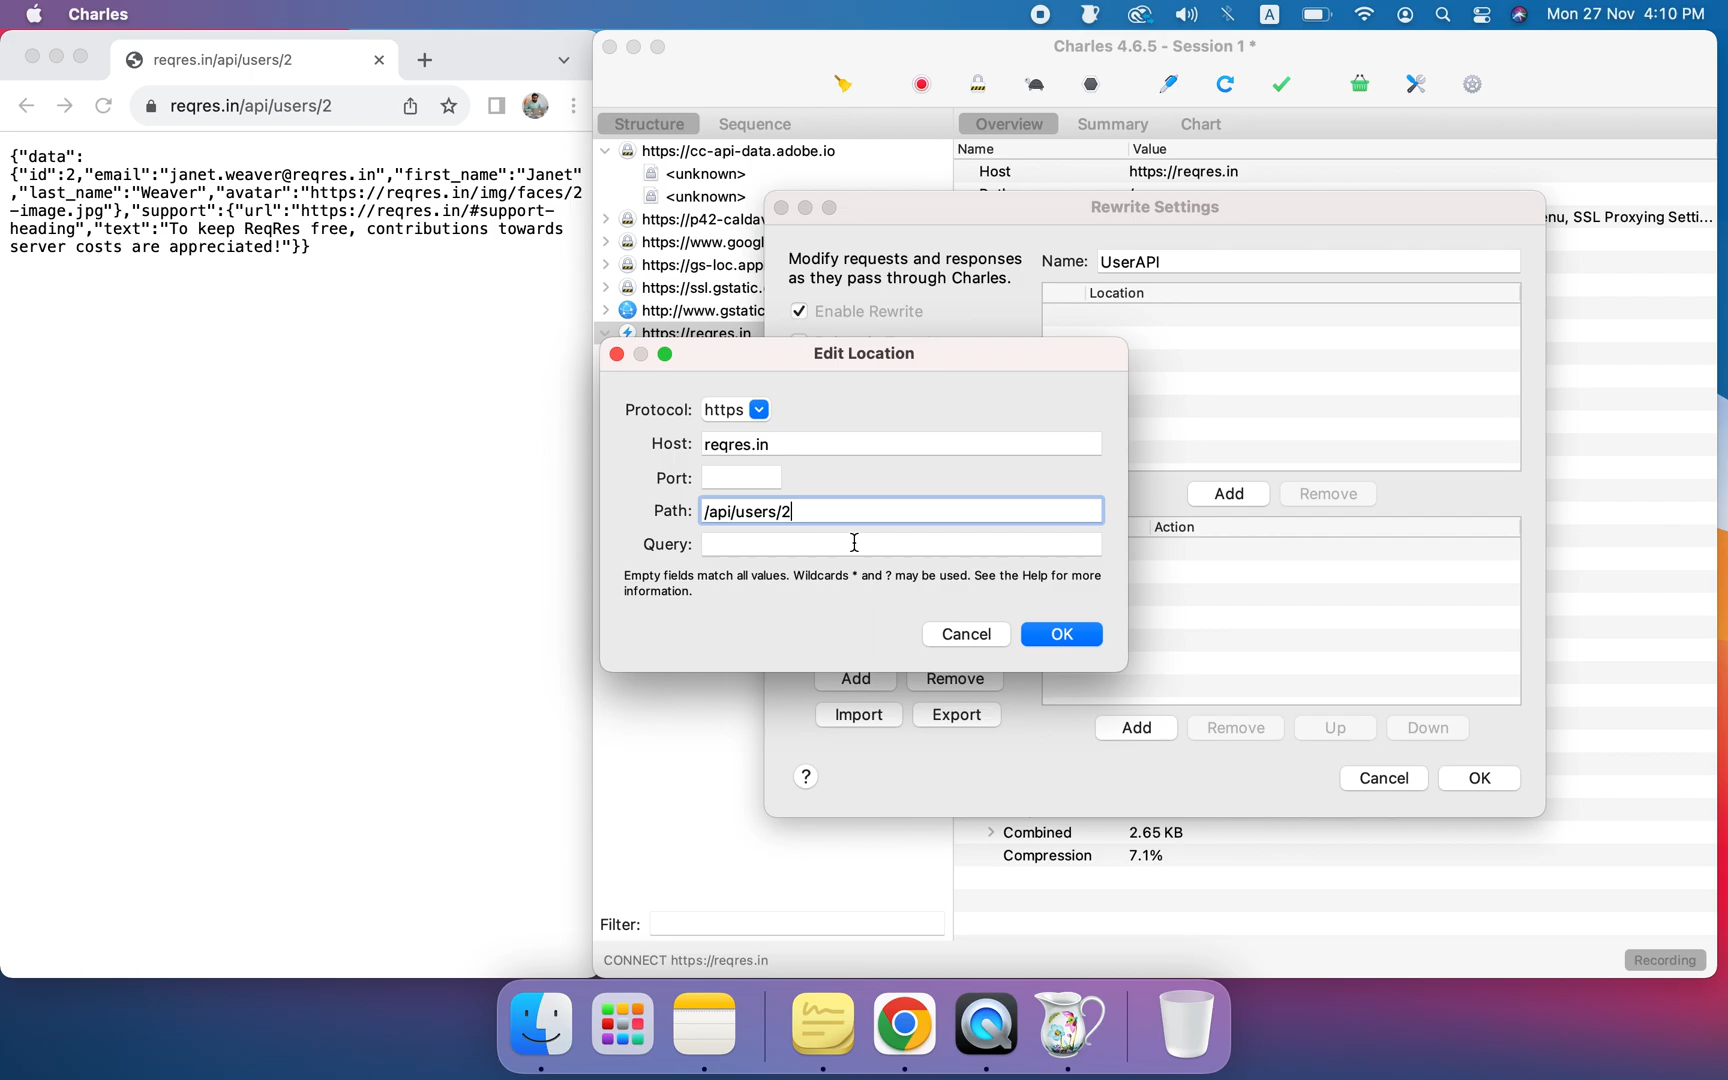 Charles
A
Mon 27 Nov 4:10 PM
reqres.in/api/users/2
reqres.in/api/users/2
{"data":
{"id":2,"email":"janet.weaver@reqres.in","first_name":"Janet"
,"last_name":"Weaver","avatar":"https://reqres.in/img/faces/2
-image.jpg"},"support":{"url":"https://reqres.in/#support-
heading","text":"To keep ReqRes free, contributions towards
server costs are appreciated!"}}
Charles 4.6.5 - Session 1 *
Structure
Sequence
Overview
Summary
Chart
https://cc-api-data.adobe.io
<unknown>
<unknown>
https://p42-calda
https://www.googl
https://gs-loc.app
https://ssl.gstatic.
http://www.gstatic
https://reqres.in
Name Value
Host https://reqres.in
enu, SSL Proxying Setti...
Rewrite Settings
Modify requests and responses
as they pass through Charles.
Enable Rewrite
Name: UserAPI
Location
Add
Remove
Action
Add
Remove
Import
Export
Add
Remove
Up
Down
?
Cancel
OK
Edit Location
Protocol: https
Host: reqres.in
Port:
Path: /api/users/2
Query:
Empty fields match all values. Wildcards * and ? may be used. See the Help for more
information.
Cancel
OK
Combined 2.65 KB
Compression 7.1%
Filter:
CONNECT https://reqres.in
Recording